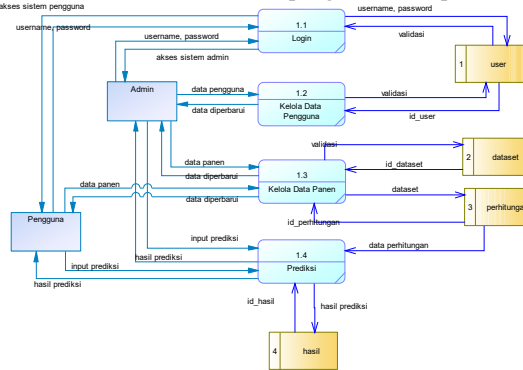 akses sistem pengguna
username, password
username, password
1.1
Login
username, password
validasi
akses sistem admin
1
user
Admin
data pengguna
data diperbarui
1.2
Kelola Data
Pengguna
validasi
id_user
validasi
2
dataset
id_dataset
data panen
data diperbarui
1.3
Kelola Data Panen
dataset
data panen
data diperbarui
3
perhitunga
id_perhitungan
Pengguna
input prediksi
hasil prediksi
1.4
Prediksi
data perhitungan
input prediksi
hasil prediksi
id_hasil
hasil prediksi
4
hasil